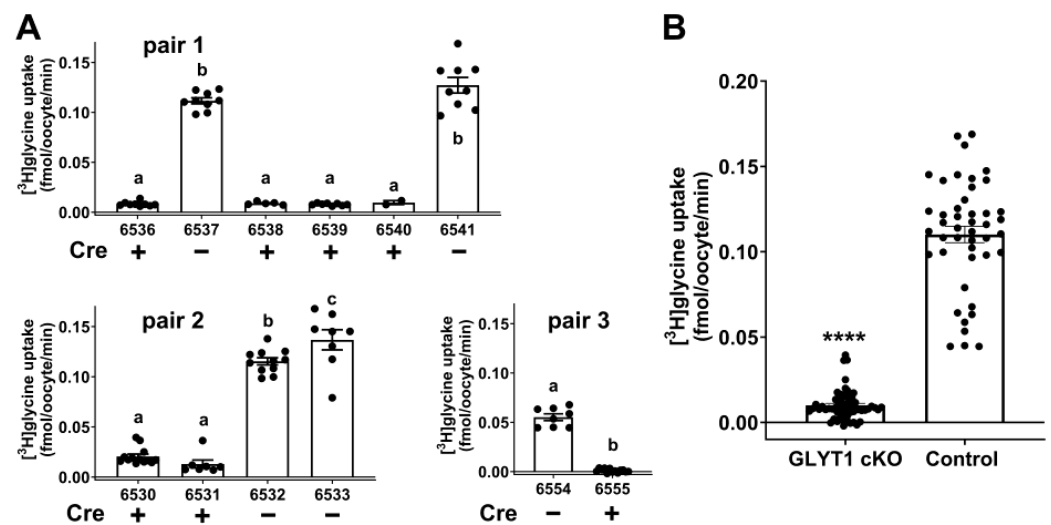 A
pair 1
[³H]glycine uptake
(fmol/oocyte/min)
0.15
0.10
0.05
0.00
a
b
a
a
a
b
6536 6537 6538 6539 6540 6541
Cre + − + + + −
pair 2
[³H]glycine uptake
(fmol/oocyte/min)
0.15
0.10
0.05
0.00
a
a
b
c
6530 6531 6532 6533
Cre + + − −
pair 3
[³H]glycine uptake
(fmol/oocyte/min)
0.15
0.10
0.05
0.00
a
b
6554 6555
Cre − +
B
[³H]glycine uptake
(fmol/oocyte/min)
0.20
0.15
0.10
0.05
0.00
****
GLYT1 cKO Control